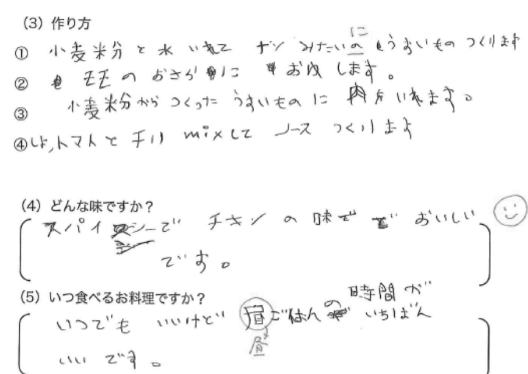 (3) 作り方
① 小麦粉と水いれて ナンみたいのにうすいものつくります
② 玉のおさらに お肉します。
③ 小麦粉からつくったうすいものに 肉をいれます。
④ トマトとチリ mixして ソースつくります
(4) どんな味ですか?
スパイシーで チキンの味で おいしい
です。
(5) いつ食べるお料理ですか?
いつでも いいけど 昼ごはんの時間が いちばん
昼
いいです。